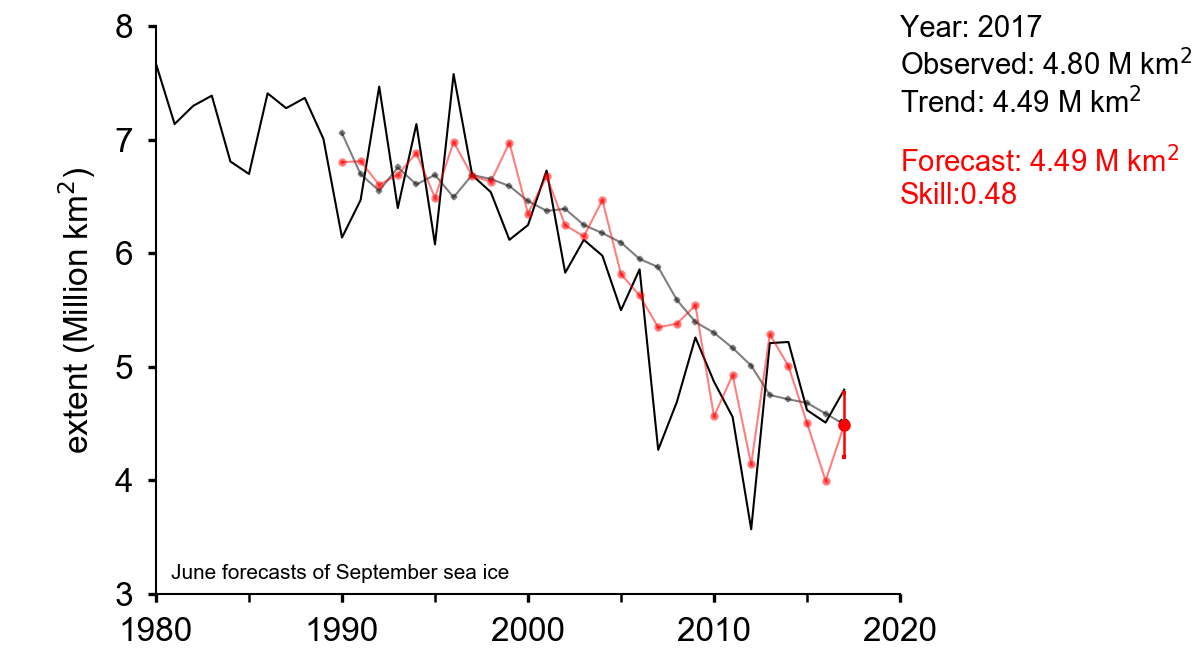 8
7
6
5
4
3
extent (Million km²)
1980
1990
2000
2010
2020
June forecasts of September sea ice
Year: 2017
Observed: 4.80 M km²
Trend: 4.49 M km²
Forecast: 4.49 M km²
Skill:0.48